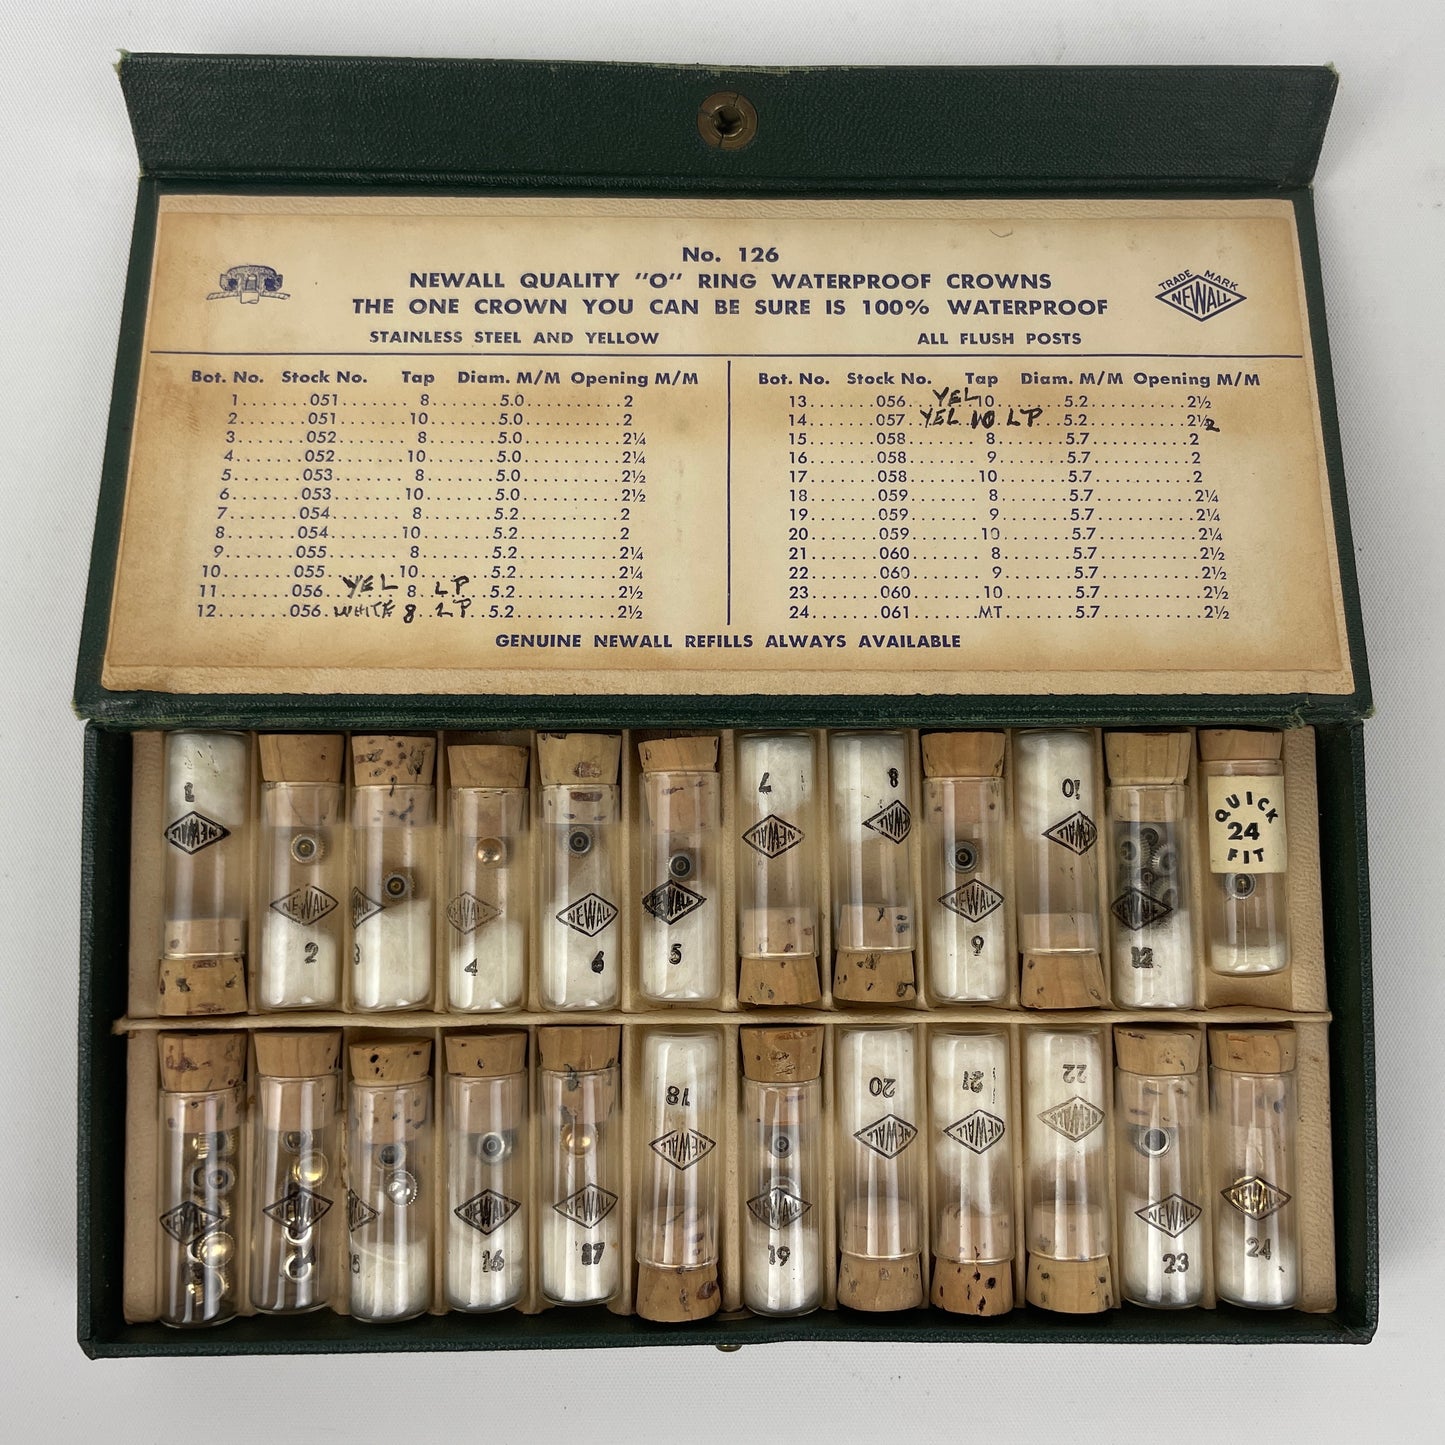 No. 126
NEWALL QUALITY "O" RING WATERPROOF CROWNS
THE ONE CROWN YOU CAN BE SURE IS 100% WATERPROOF
TRADE MARK
NEWALL
STAINLESS STEEL AND YELLOW
ALL FLUSH POSTS
Bot. No. Stock No. Tap Diam. M/M Opening M/M
1........051........8........5.0..........2
2........051........10........5.0..........2
3........052........8........5.0..........2¼
4........052........10........5.0..........2¼
5........053........8........5.0..........2½
6........053........10........5.0..........2½
7........054........8........5.2..........2
8........054........10........5.2..........2
9........055........8........5.2..........2¼
10........055........10........5.2..........2¼
11........056.. YEL 8 LP ..5.2..........2½
12........056. WHITE 8 LP ..5.2..........2½
Bot. No. Stock No. Tap Diam. M/M Opening M/M
13........056... YEL 10........5.2..........2½
14........057.. YEL 10 LP ..5.2..........2½ 2
15........058........8........5.7..........2
16........058........9........5.7..........2
17........058........10........5.7..........2
18........059........8........5.7..........2¼
19........059........9........5.7..........2¼
20........059........10........5.7..........2¼
21........060........8........5.7..........2½
22........060........9........5.7..........2½
23........060........10........5.7..........2½
24........061........MT........5.7..........2½
GENUINE NEWALL REFILLS ALWAYS AVAILABLE
1 NEWALL
NEWALL 2
NEWALL 3
NEWALL 4
NEWALL 6
NEWALL 5
7 NEWALL
8 NEWALL
NEWALL 9
10 NEWALL
NEWALL 12
QUICK
24
FIT
NEWALL
NEWALL
NEWALL
NEWALL 16
NEWALL 17
18 NEWALL
NEWALL 19
20 NEWALL
21 NEWALL
22 NEWALL
NEWALL 23
NEWALL 24